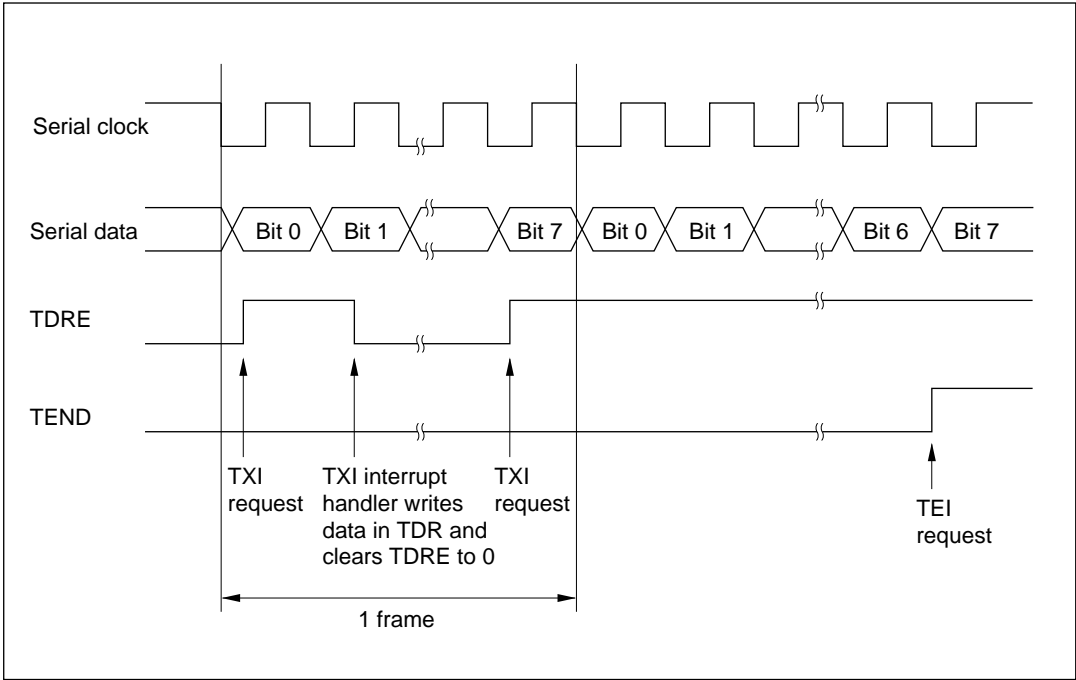 Serial clock
Serial data
Bit 0
Bit 1
Bit 7
Bit 0
Bit 1
Bit 6
Bit 7
TDRE
TEND
TXI
request
TXI interrupt
handler writes
data in TDR and
clears TDRE to 0
TXI
request
TEI
request
1 frame